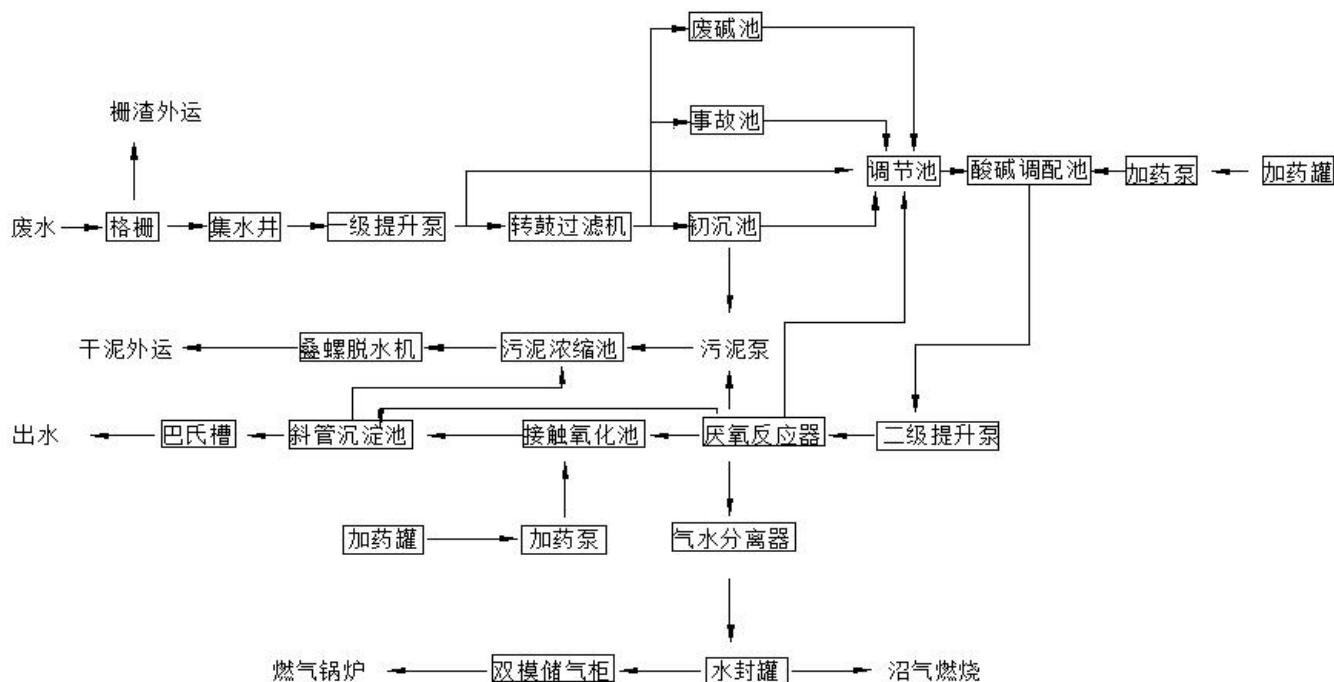 废碱池
栅渣外运
事故池
调节池
酸碱调配池
加药泵
加药罐
废水
格栅
集水井
一级提升泵
转鼓过滤机
初沉池
干泥外运
叠螺脱水机
污泥浓缩池
污泥泵
出水
巴氏槽
斜管沉淀池
接触氧化池
厌氧反应器
二级提升泵
加药罐
加药泵
气水分离器
燃气锅炉
双模储气柜
水封罐
沼气燃烧